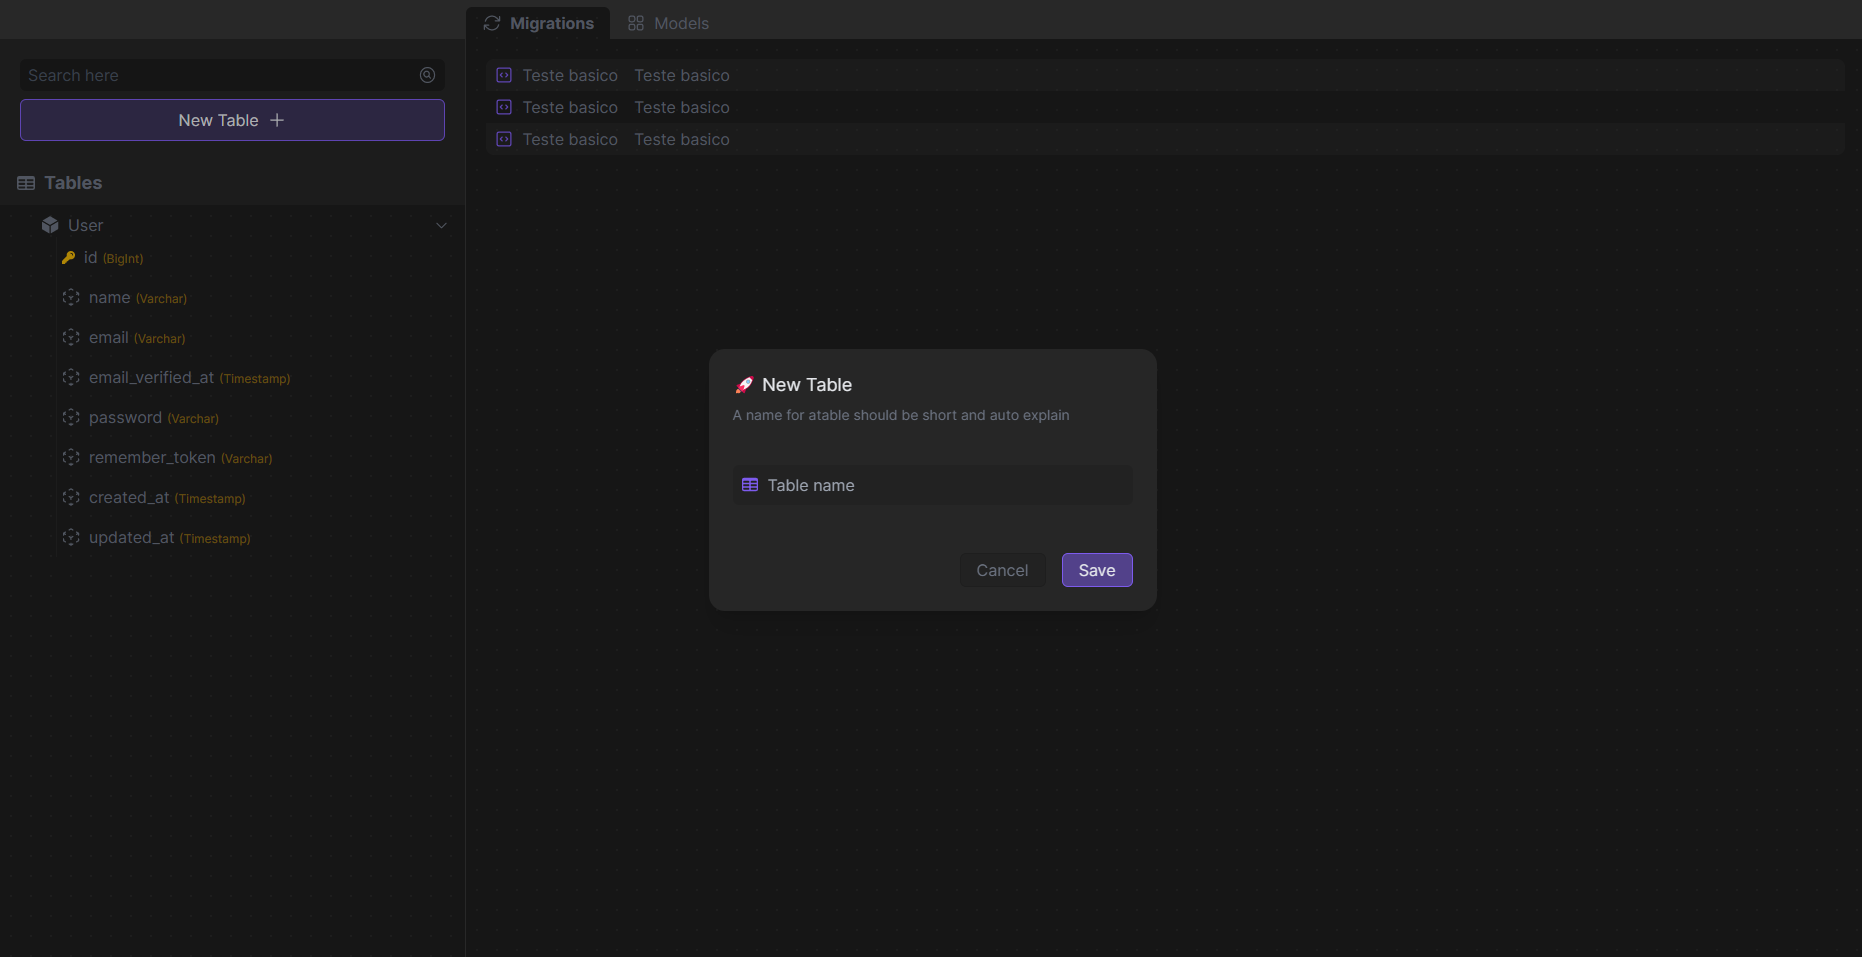 Migrations Models
Search here
New Table
Teste basico Teste basico
Teste basico Teste basico
Teste basico Teste basico
Tables
User
id (BigInt)
name (Varchar)
email (Varchar)
email_verified_at (Timestamp)
password (Varchar)
remember_token (Varchar)
created_at (Timestamp)
updated_at (Timestamp)
New Table
A name for atable should be short and auto explain
Table name
Cancel Save